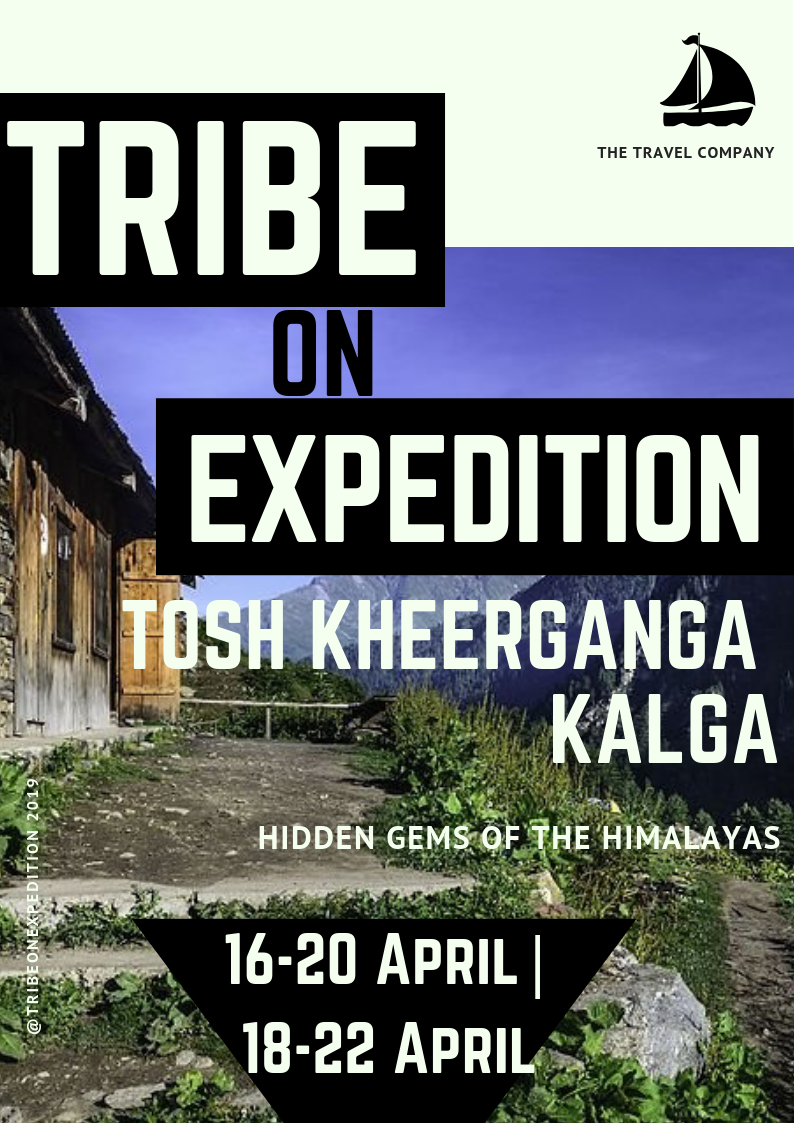 THE TRAVEL COMPANY
TRIBE
ON
EXPEDITION
TOSH KHEERGANGA
KALGA
HIDDEN GEMS OF THE HIMALAYAS
@TRIBEONEXPEDITION 2019
16-20 April |
18-22 April